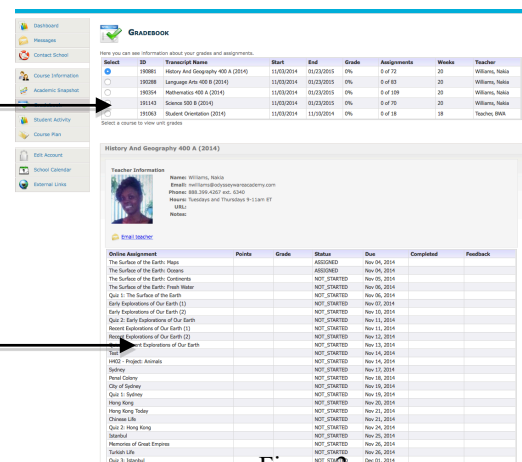 Dashboard
Messages
Contact School
Course Information
Academic Snapshot
Student Activity
Course Plan
Edit Account
School Calendar
External Links
GRADEBOOK
Here you can see information about your grades and assignments.
Select ID Transcript Name Start End Grade Assignments Weeks Teacher
190881 History And Geography 400 A (2014) 11/03/2014 01/23/2015 0% 0 of 72 20 Williams, Nakia
190288 Language Arts 400 B (2014) 11/03/2014 01/23/2015 0% 0 of 83 20 Williams, Nakia
190354 Mathematics 400 A (2014) 11/03/2014 01/23/2015 0% 0 of 109 20 Williams, Nakia
191143 Science 500 B (2014) 11/03/2014 01/23/2015 0% 0 of 70 20 Williams, Nakia
191063 Student Orientation (2014) 11/03/2014 11/10/2014 0% 0 of 18 18 Teacher, BWA
Select a course to view unit grades
History And Geography 400 A (2014)
Teacher Information
Name: Williams, Nakia
Email: nwilliams@odysseywareacademy.com
Phone: 888.399.4267 ext. 6340
Hours: Tuesdays and Thursdays 9-11am ET
URL:
Notes:
Email teacher
Online Assignment Points Grade Status Due Completed Feedback
The Surface of the Earth: Maps ASSIGNED Nov 04, 2014
The Surface of the Earth: Oceans ASSIGNED Nov 04, 2014
The Surface of the Earth: Continents NOT_STARTED Nov 05, 2014
The Surface of the Earth: Fresh Water NOT_STARTED Nov 06, 2014
Quiz 1: The Surface of the Earth NOT_STARTED Nov 06, 2014
Early Explorations of Our Earth (1) NOT_STARTED Nov 07, 2014
Early Explorations of Our Earth (2) NOT_STARTED Nov 10, 2014
Quiz 2: Early Explorations of Our Earth NOT_STARTED Nov 11, 2014
Recent Explorations of Our Earth (1) NOT_STARTED Nov 11, 2014
Recent Explorations of Our Earth (2) NOT_STARTED Nov 12, 2014
Explorations of Our Earth NOT_STARTED Nov 13, 2014
Test NOT_STARTED Nov 14, 2014
H402 - Project: Animals NOT_STARTED Nov 14, 2014
Sydney NOT_STARTED Nov 17, 2014
Penal Colony NOT_STARTED Nov 18, 2014
City of Sydney NOT_STARTED Nov 19, 2014
Quiz 1: Sydney NOT_STARTED Nov 19, 2014
Hong Kong NOT_STARTED Nov 20, 2014
Hong Kong Today NOT_STARTED Nov 21, 2014
Chinese Life NOT_STARTED Nov 21, 2014
Quiz 2: Hong Kong NOT_STARTED Nov 24, 2014
Istanbul NOT_STARTED Nov 25, 2014
Memories of Great Empires NOT_STARTED Nov 26, 2014
Turkish Life NOT_STARTED Nov 26, 2014
Quiz 3: Istanbul Dec 01, 2014